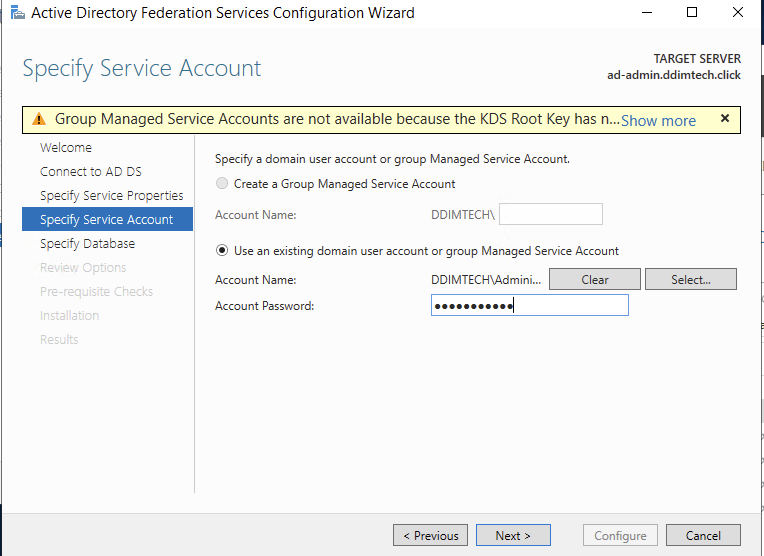 Active Directory Federation Services Configuration Wizard
Specify Service Account
TARGET SERVER
ad-admin.ddimtech.click
Group Managed Service Accounts are not available because the KDS Root Key has n... Show more
Welcome
Connect to AD DS
Specify Service Properties
Specify Service Account
Specify Database
Review Options
Pre-requisite Checks
Installation
Results
Specify a domain user account or group Managed Service Account.
Create a Group Managed Service Account
Account Name: DDIMTECH\
Use an existing domain user account or group Managed Service Account
Account Name: DDIMTECH\Admini... Clear Select...
Account Password: ●●●●●●●●●●●
< Previous Next > Configure Cancel